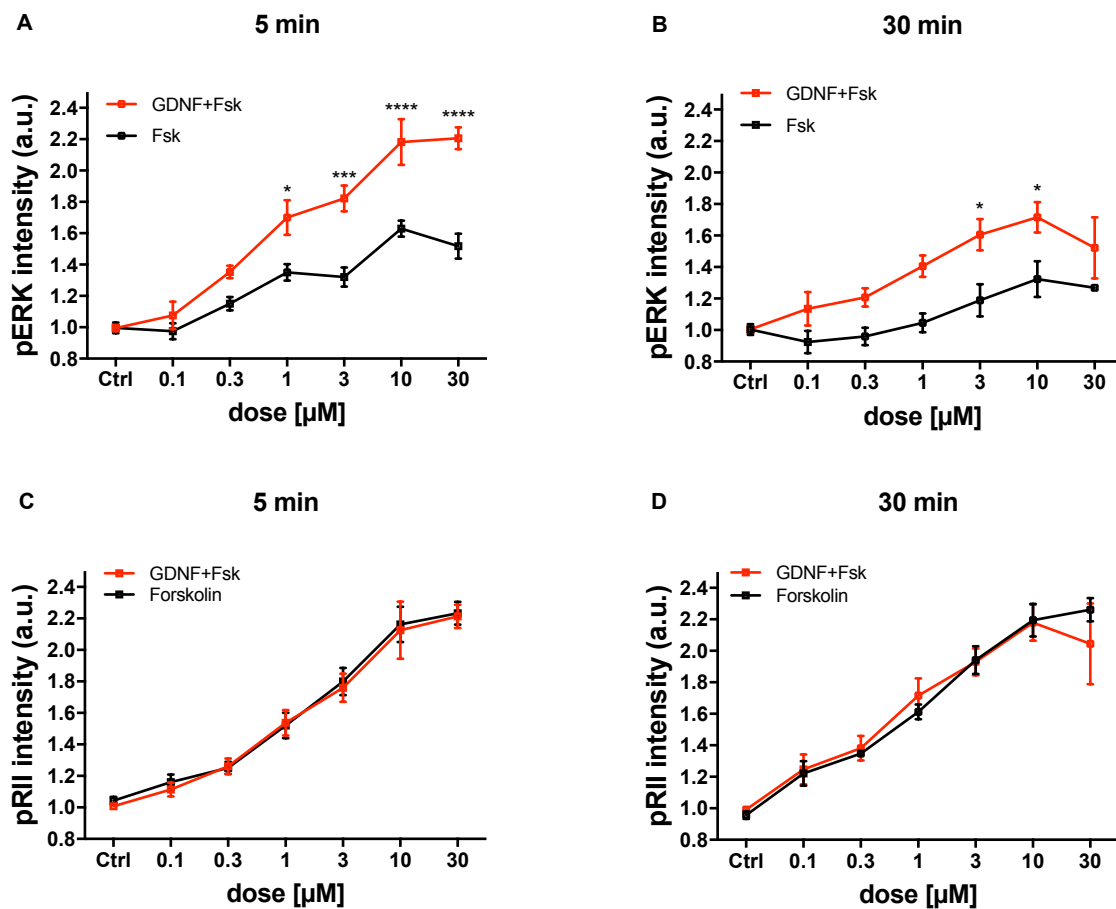 A
5 min
GDNF+Fsk
Fsk
pERK intensity (a.u.)
2.4
2.2
2.0
1.8
1.6
1.4
1.2
1.0
0.8
*
***
****
****
Ctrl 0.1 0.3 1 3 10 30
dose [µM]
B
30 min
GDNF+Fsk
Fsk
pERK intensity (a.u.)
2.4
2.2
2.0
1.8
1.6
1.4
1.2
1.0
0.8
*
*
Ctrl 0.1 0.3 1 3 10 30
dose [µM]
C
5 min
GDNF+Fsk
Forskolin
pRII intensity (a.u.)
2.4
2.2
2.0
1.8
1.6
1.4
1.2
1.0
0.8
Ctrl 0.1 0.3 1 3 10 30
dose [µM]
D
30 min
GDNF+Fsk
Forskolin
pRII intensity (a.u.)
2.4
2.2
2.0
1.8
1.6
1.4
1.2
1.0
0.8
Ctrl 0.1 0.3 1 3 10 30
dose [µM]